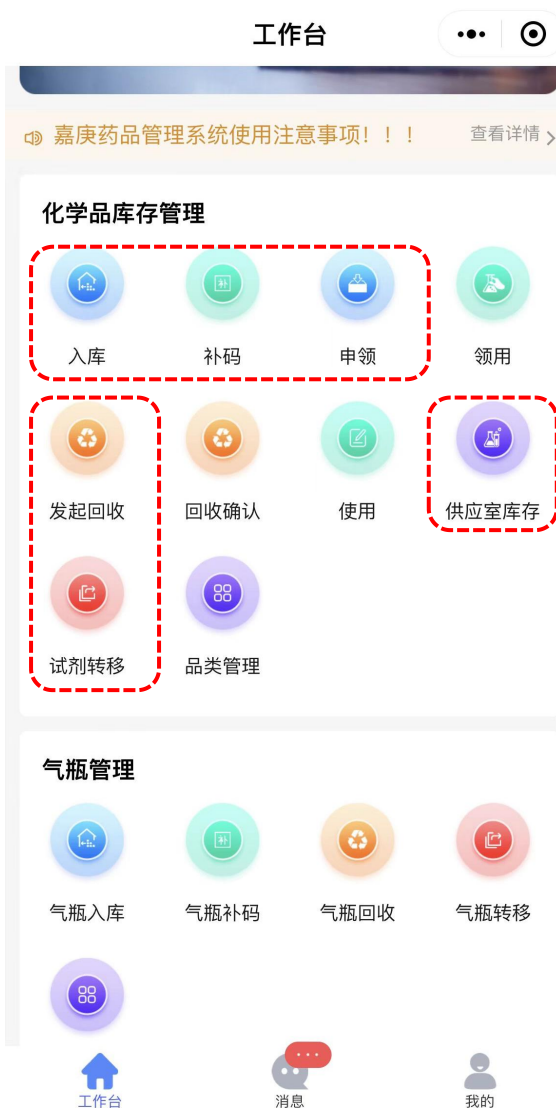 工作台
嘉庚药品管理系统使用注意事项！！！ 查看详情
化学品库存管理
补
入库 补码 申领 领用
发起回收 回收确认 使用 供应室库存
试剂转移 品类管理
气瓶管理
补
气瓶入库 气瓶补码 气瓶回收 气瓶转移
工作台 消息 我的